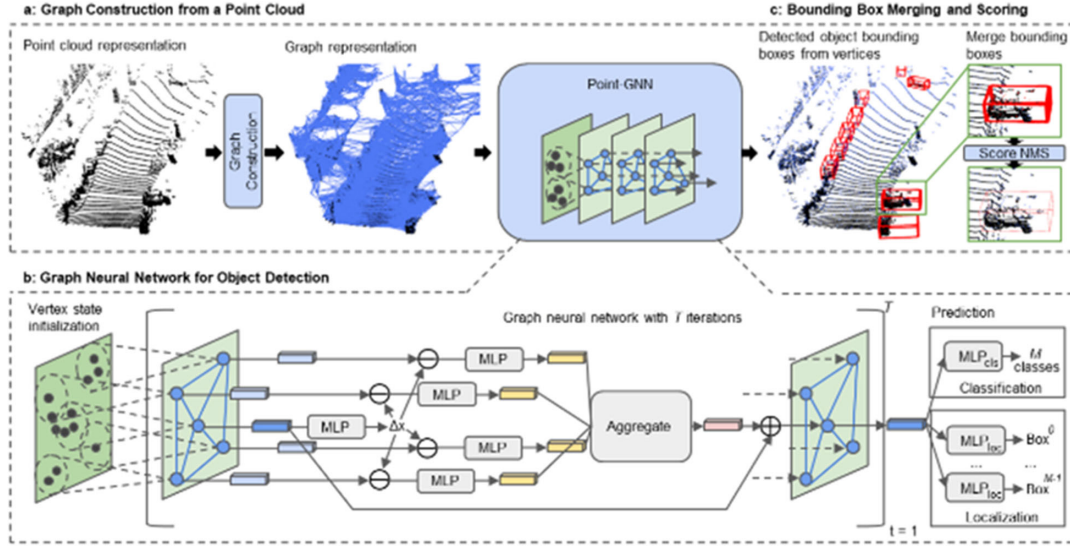 a: Graph Construction from a Point Cloud
c: Bounding Box Merging and Scoring
Point cloud representation
Graph representation
Detected object bounding
boxes from vertices
Merge bounding
boxes
Graph
Construction
Point-GNN
Score NMS
b: Graph Neural Network for Object Detection
Vertex state
initialization
Graph neural network with T iterations
T
Prediction
MLP
MLP
MLP
Δx
MLP
MLP
Aggregate
MLPcls
M
classes
Classification
MLPloc
Box0
...
...
MLPloc
BoxM-1
Localization
t = 1